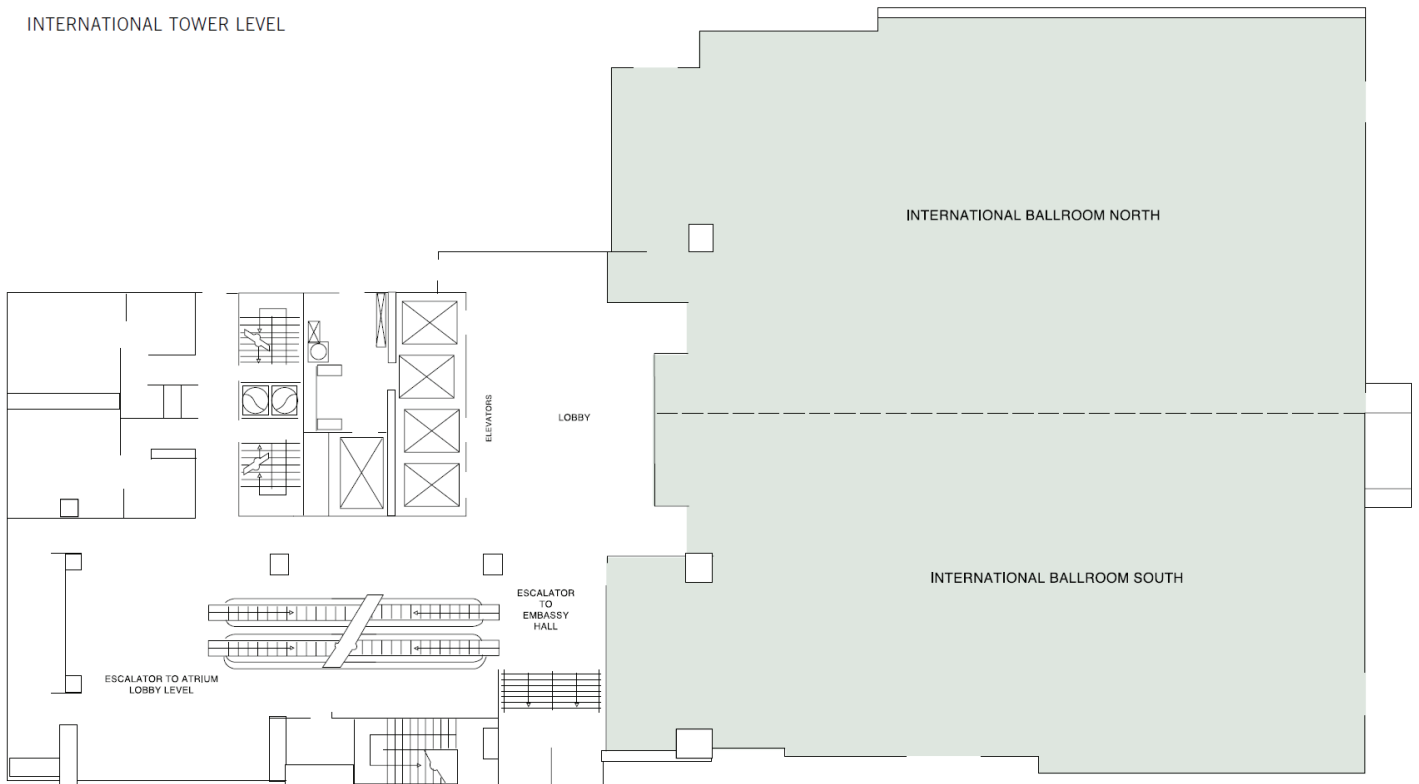 INTERNATIONAL TOWER LEVEL
INTERNATIONAL BALLROOM NORTH
ELEVATORS
LOBBY
INTERNATIONAL BALLROOM SOUTH
ESCALATOR
TO
EMBASSY
HALL
ESCALATOR TO ATRIUM
LOBBY LEVEL